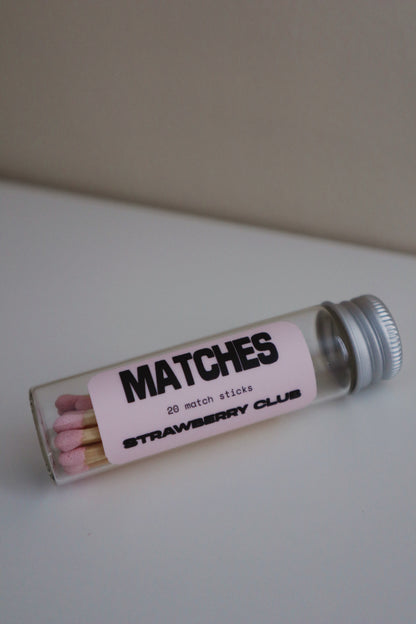 MATCHES
20 match sticks
STRAWBERRY CLUB